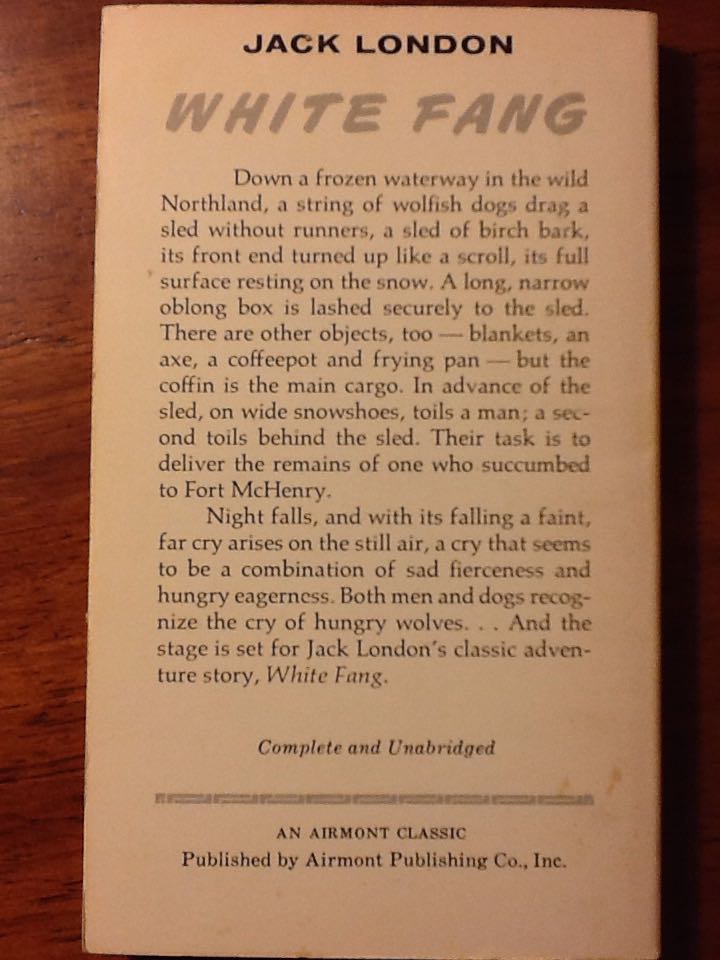 JACK LONDON
WHITE FANG
Down a frozen waterway in the wild
Northland, a string of wolfish dogs drag a
sled without runners, a sled of birch bark,
its front end turned up like a scroll, its full
surface resting on the snow. A long, narrow
oblong box is lashed securely to the sled.
There are other objects, too — blankets, an
axe, a coffeepot and frying pan — but the
coffin is the main cargo. In advance of the
sled, on wide snowshoes, toils a man; a sec-
ond toils behind the sled. Their task is to
deliver the remains of one who succumbed
to Fort McHenry.
Night falls, and with its falling a faint,
far cry arises on the still air, a cry that seems
to be a combination of sad fierceness and
hungry eagerness. Both men and dogs recog-
nize the cry of hungry wolves. . . And the
stage is set for Jack London's classic adven-
ture story, White Fang.
Complete and Unabridged
AN AIRMONT CLASSIC
Published by Airmont Publishing Co., Inc.